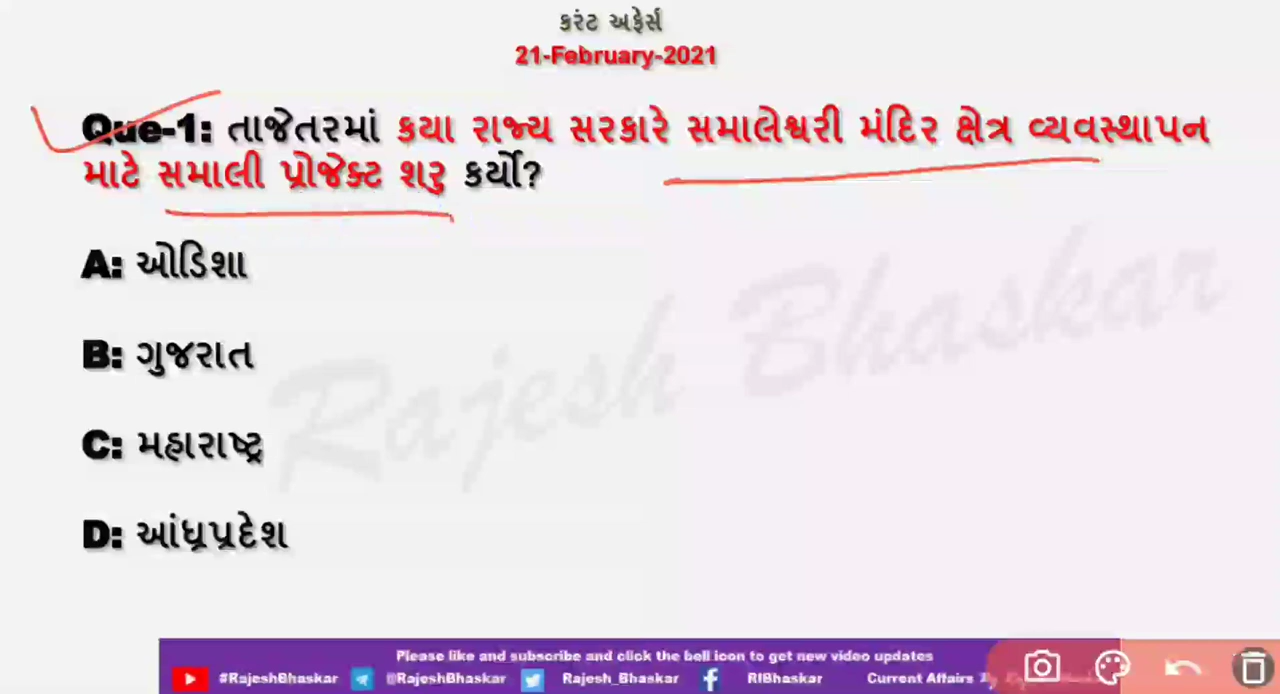 કરંટ અફેર્સ
21-February-2021
Que-1: તાજેતરમાં કયા રાજ્ય સરકારે સમાલેશ્વરી મંદિર ક્ષેત્ર વ્યવસ્થાપન
માટે સમાલી પ્રોજેક્ટ શરુ કર્યો?
A: ઓડિશા
B: ગુજરાત
C: મહારાષ્ટ્ર
D: આંધ્રપ્રદેશ
Rajesh Bhaskar
Please like and subscribe and click the bell icon to get new video updates
#RajeshBhaskar @RajeshBhaskar Rajesh_Bhaskar RIBhaskar Current Affairs By